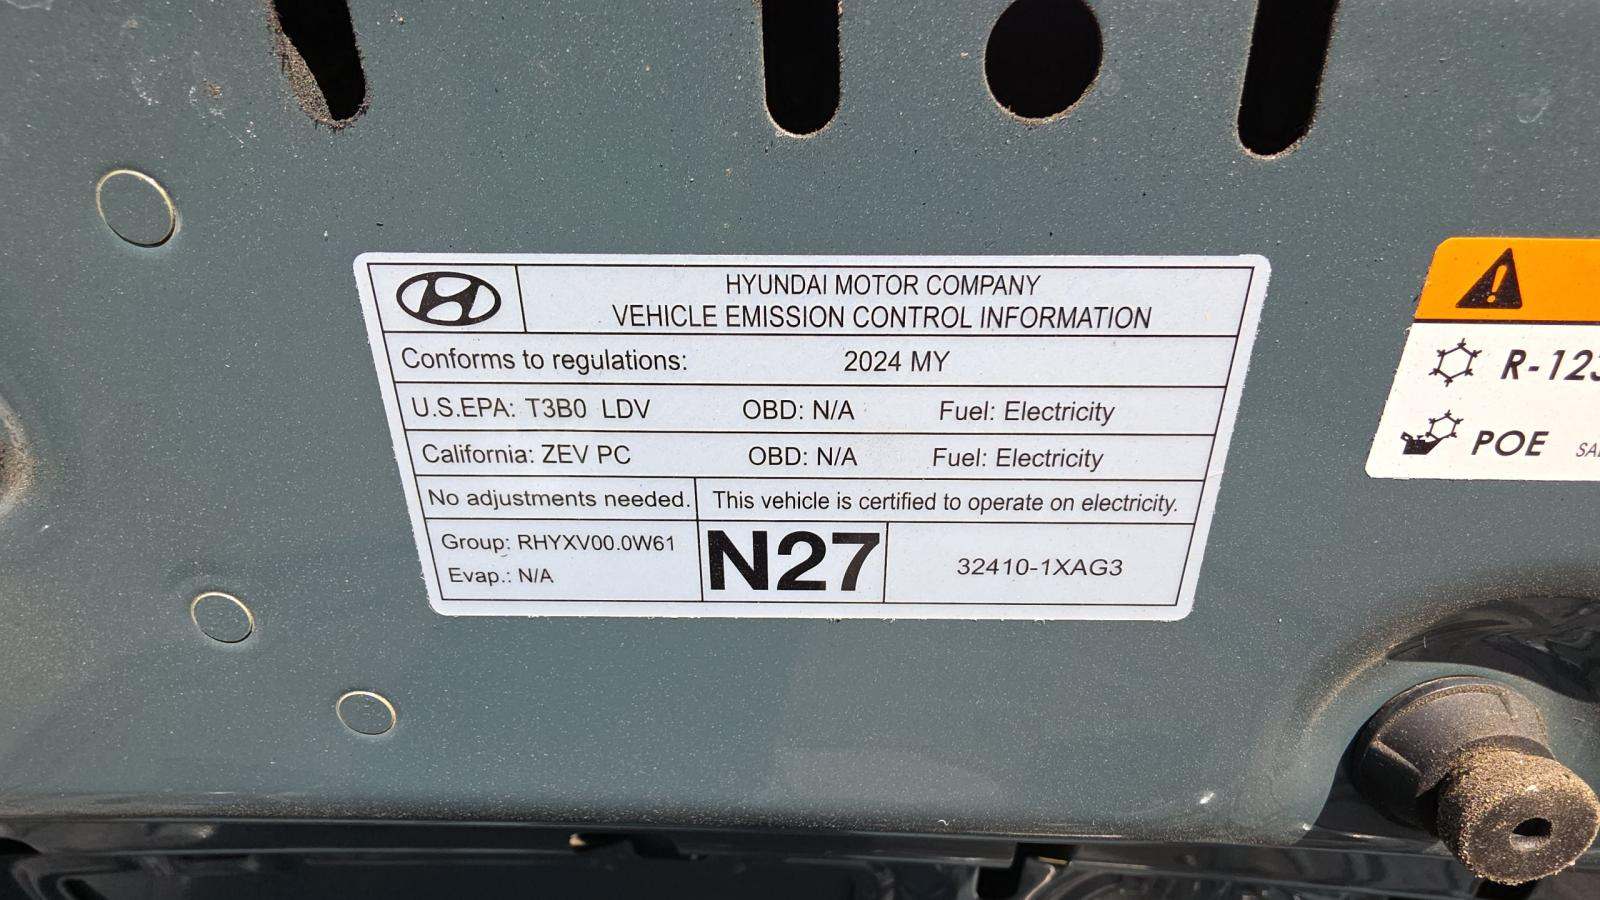 HYUNDAI MOTOR COMPANY
VEHICLE EMISSION CONTROL INFORMATION
Conforms to regulations: 2024 MY
U.S.EPA: T3B0 LDV OBD: N/A Fuel: Electricity
California: ZEV PC OBD: N/A Fuel: Electricity
No adjustments needed. This vehicle is certified to operate on electricity.
Group: RHYXV00.0W61
Evap.: N/A
N27
32410-1XAG3
R-123
POE